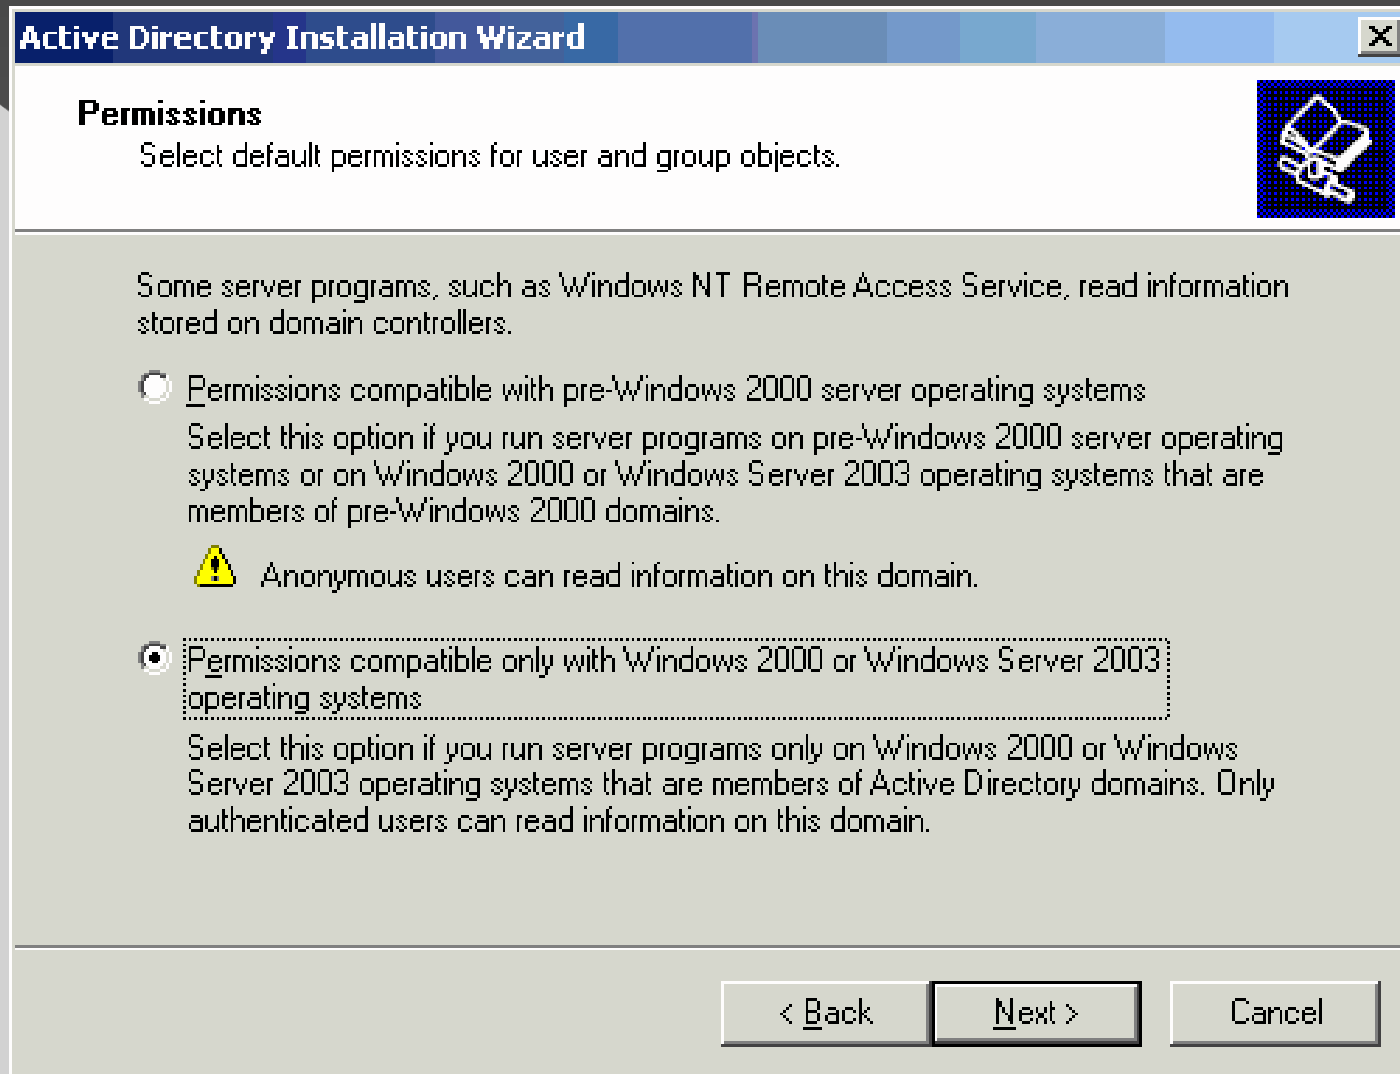 Active Directory Installation Wizard
Permissions
Select default permissions for user and group objects.
Some server programs, such as Windows NT Remote Access Service, read information
stored on domain controllers.
Permissions compatible with pre-Windows 2000 server operating systems
Select this option if you run server programs on pre-Windows 2000 server operating
systems or on Windows 2000 or Windows Server 2003 operating systems that are
members of pre-Windows 2000 domains.
Anonymous users can read information on this domain.
Permissions compatible only with Windows 2000 or Windows Server 2003
operating systems
Select this option if you run server programs only on Windows 2000 or Windows
Server 2003 operating systems that are members of Active Directory domains. Only
authenticated users can read information on this domain.
< Back Next > Cancel